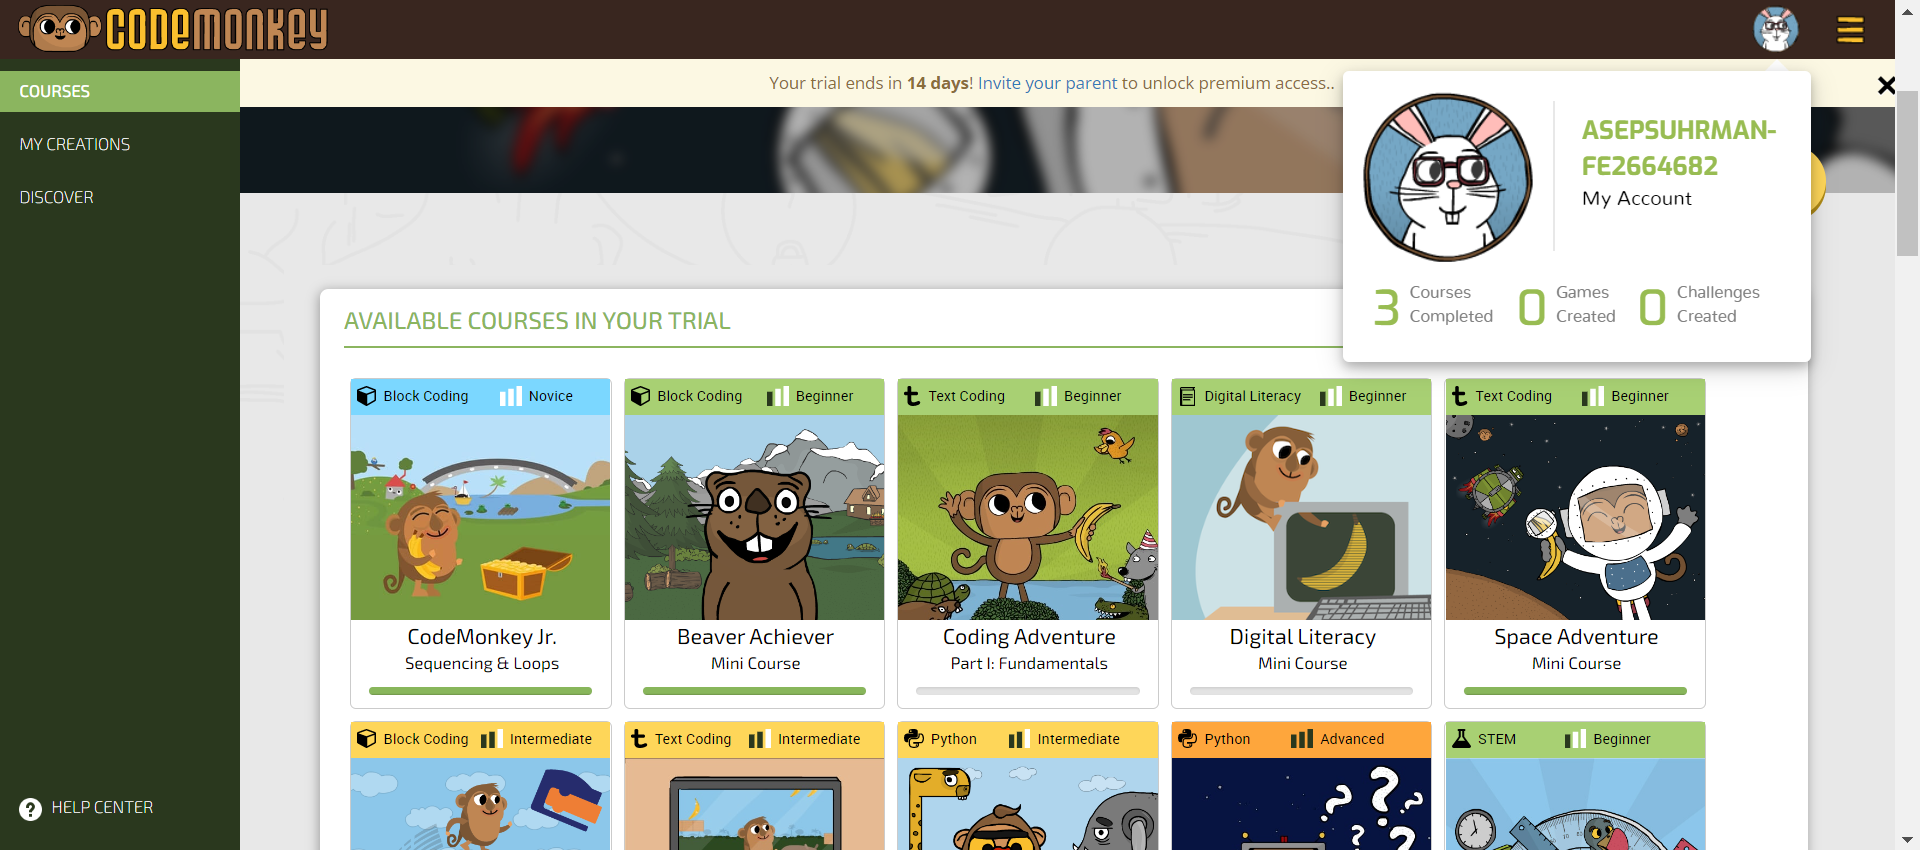 CODEMONKEY
COURSES
MY CREATIONS
DISCOVER
HELP CENTER
Your trial ends in 14 days! Invite your parent to unlock premium access..
ASEPSUHRMAN-
FE2664682
My Account
3 Courses Completed
0 Games Created
0 Challenges Created
AVAILABLE COURSES IN YOUR TRIAL
Block Coding Novice
CodeMonkey Jr.
Sequencing & Loops
Block Coding Beginner
Beaver Achiever
Mini Course
Text Coding Beginner
Coding Adventure
Part I: Fundamentals
Digital Literacy Beginner
Digital Literacy
Mini Course
Text Coding Beginner
Space Adventure
Mini Course
Block Coding Intermediate
Text Coding Intermediate
Python Intermediate
Python Advanced
STEM Beginner